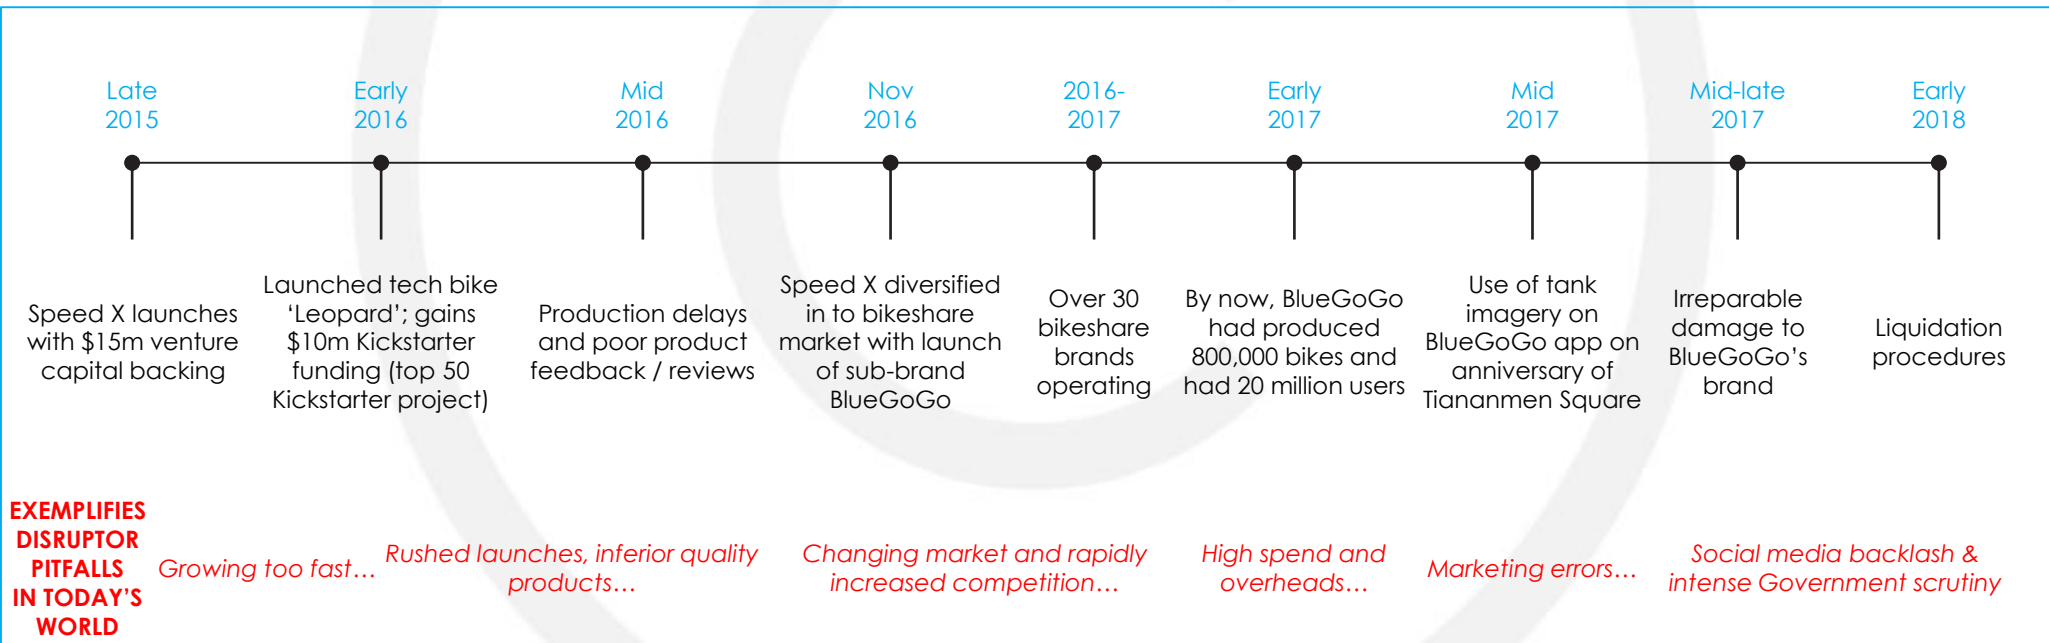 Late
2015
Early
2016
Mid
2016
Nov
2016
2016-
2017
Early
2017
Mid
2017
Mid-late
2017
Early
2018
Speed X launches
with $15m venture
capital backing
Launched tech bike
‘Leopard’; gains
$10m Kickstarter
funding (top 50
Kickstarter project)
Production delays
and poor product
feedback / reviews
Speed X diversified
in to bikeshare
market with launch
of sub-brand
BlueGoGo
Over 30
bikeshare
brands
operating
By now, BlueGoGo
had produced
800,000 bikes and
had 20 million users
Use of tank
imagery on
BlueGoGo app on
anniversary of
Tiananmen Square
Irreparable
damage to
BlueGoGo’s
brand
Liquidation
procedures
EXEMPLIFIES
DISRUPTOR
PITFALLS
IN TODAY’S
WORLD
Growing too fast…
Rushed launches, inferior quality
products…
Changing market and rapidly
increased competition…
High spend and
overheads…
Marketing errors…
Social media backlash &
intense Government scrutiny